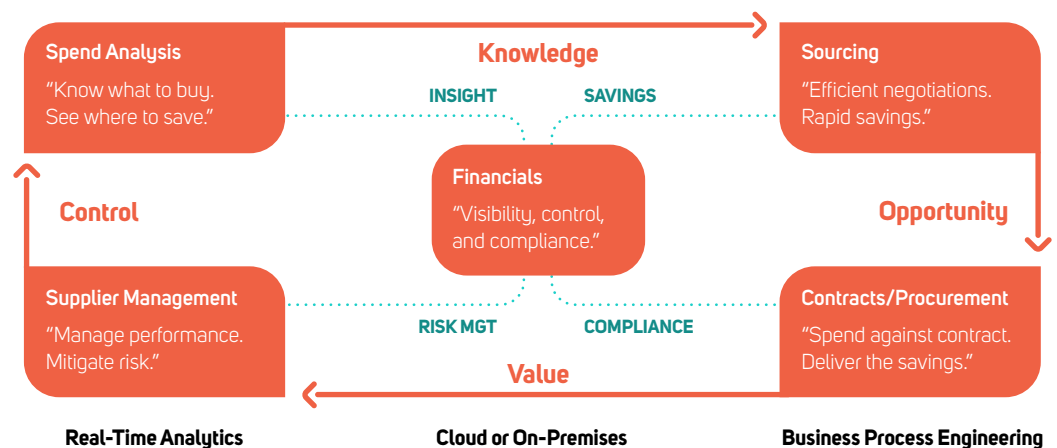 Spend Analysis
“Know what to buy.
See where to save.”
Knowledge
INSIGHT
SAVINGS
Sourcing
“Efficient negotiations.
Rapid savings.”
Control
Financials
“Visibility, control,
and compliance.”
Opportunity
Supplier Management
“Manage performance.
Mitigate risk.”
RISK MGT
COMPLIANCE
Value
Contracts/Procurement
“Spend against contract.
Deliver the savings.”
Real-Time Analytics
Cloud or On-Premises
Business Process Engineering